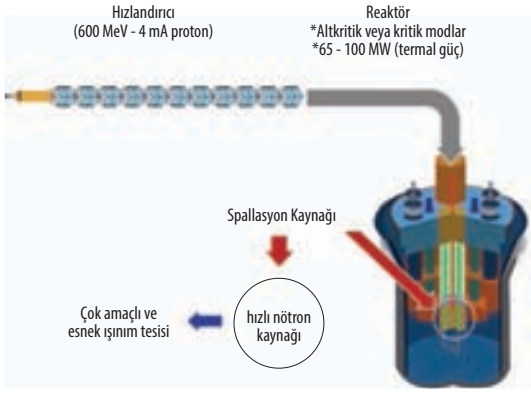 Hızlandırıcı
(600 MeV - 4 mA proton)
Reaktör
*Altkritik veya kritik modlar
*65 - 100 MW (termal güç)
Spallasyon Kaynağı
Çok amaçlı ve
esnek ışınım tesisi
hızlı nötron
kaynağı